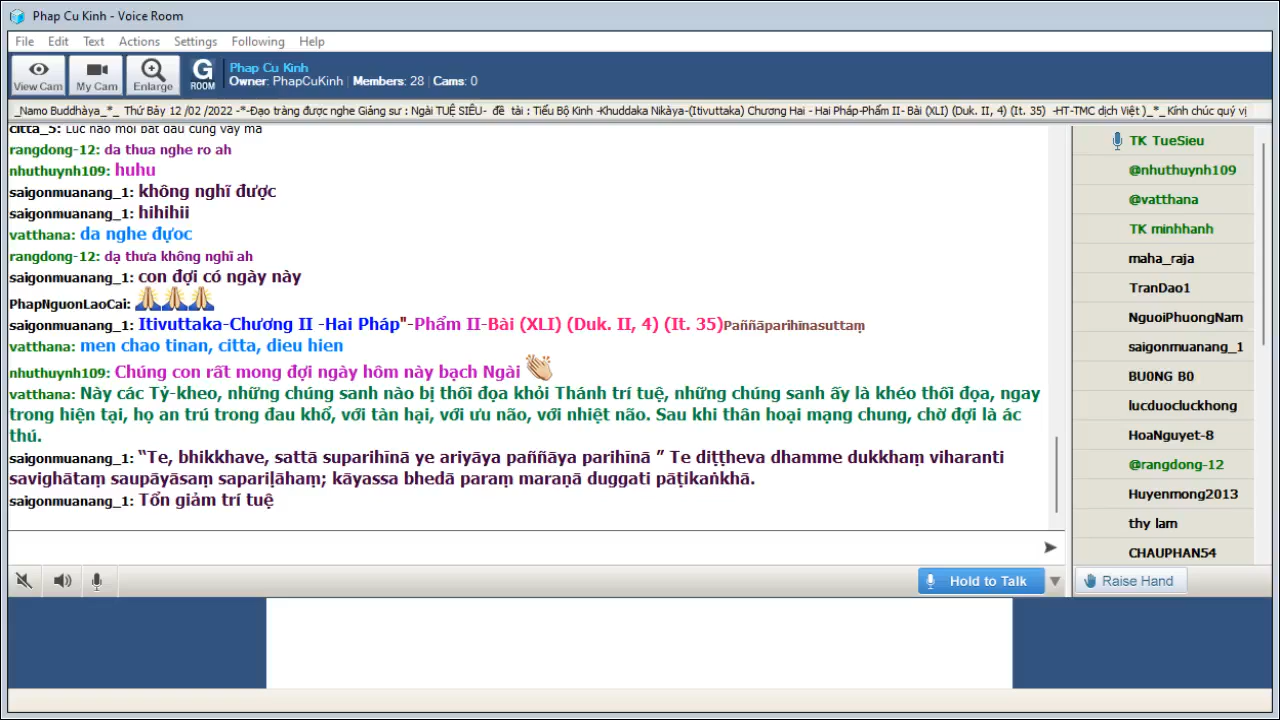 Phap Cu Kinh - Voice Room
File Edit Text Actions Settings Following Help
View Cam My Cam Enlarge G ROOM
Phap Cu Kinh
Owner: PhapCuKinh | Members: 28 | Cams: 0
_Namo Buddhàya_*_ Thứ Bảy 12 /02 /2022 -*-Đạo tràng được nghe Giảng sư : Ngài TUỆ SIÊU- đề tài : Tiểu Bộ Kinh -Khuddaka Nikàya-(Itivuttaka) Chương Hai - Hai Pháp-Phẩm II- Bài (XLI) (Duk. II, 4) (It. 35) -HT-TMC dịch Việt )_*_ Kính chúc quý vị
citta_5: Luc nao moi bat dau cung vay ma
rangdong-12: da thua nghe ro ah
nhuthuynh109: huhu
saigonmuanang_1: không nghĩ được
saigonmuanang_1: hihihii
vatthana: da nghe đựoc
rangdong-12: dạ thưa không nghĩ ah
saigonmuanang_1: con đợi có ngày này
PhapNguonLaoCai:
saigonmuanang_1: Itivuttaka-Chương II -Hai Pháp"-Phẩm II-Bài (XLI) (Duk. II, 4) (It. 35)Paññāparihīnasuttaṃ
vatthana: men chao tinan, citta, dieu hien
nhuthuynh109: Chúng con rất mong đợi ngày hôm này bạch Ngài
vatthana: Này các Tỷ-kheo, những chúng sanh nào bị thối đọa khỏi Thánh trí tuệ, những chúng sanh ấy là khéo thối đọa, ngay
trong hiện tại, họ an trú trong đau khổ, với tàn hại, với ưu não, với nhiệt não. Sau khi thân hoại mạng chung, chờ đợi là ác
thú.
saigonmuanang_1: “Te, bhikkhave, sattā suparihīnā ye ariyāya paññāya parihīnā ” Te diṭṭheva dhamme dukkhaṃ viharanti
savighātaṃ saupāyāsaṃ sapariḷāhaṃ; kāyassa bhedā paraṃ maraṇā duggati pāṭikaṅkhā.
saigonmuanang_1: Tổn giảm trí tuệ
TK TueSieu
@nhuthuynh109
@vatthana
TK minhhanh
maha_raja
TranDao1
NguoiPhuongNam
saigonmuanang_1
BU0NG B0
lucduocluckhong
HoaNguyet-8
@rangdong-12
Huyenmong2013
thy lam
CHAUPHAN54
Hold to Talk
Raise Hand